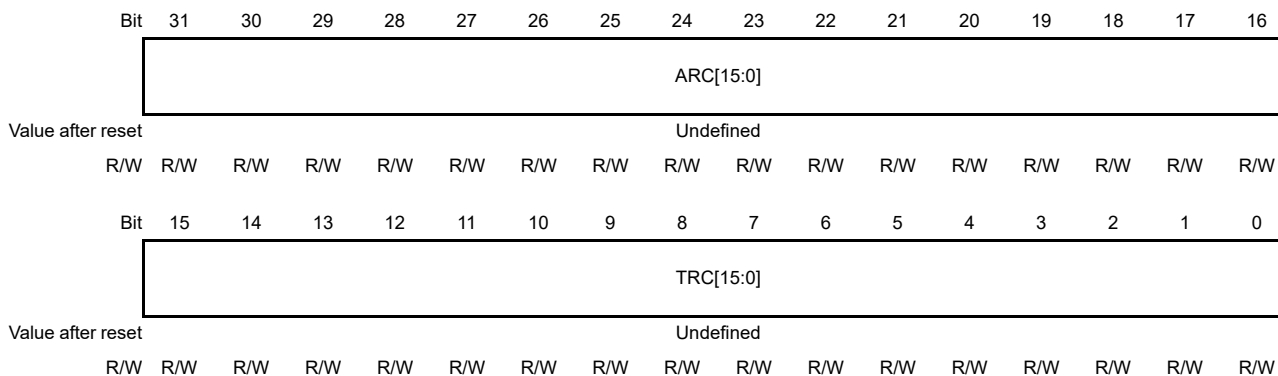 Bit 31 30 29 28 27 26 25 24 23 22 21 20 19 18 17 16
ARC[15:0]
Value after reset Undefined
R/W R/W R/W R/W R/W R/W R/W R/W R/W R/W R/W R/W R/W R/W R/W R/W R/W
Bit 15 14 13 12 11 10 9 8 7 6 5 4 3 2 1 0
TRC[15:0]
Value after reset Undefined
R/W R/W R/W R/W R/W R/W R/W R/W R/W R/W R/W R/W R/W R/W R/W R/W R/W